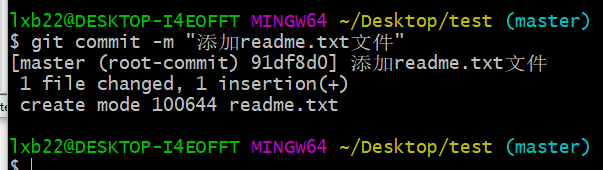 lxb22@DESKTOP-I4EOFFT MINGW64 ~/Desktop/test (master)
$ git commit -m "添加readme.txt文件"
[master (root-commit) 91df8d0] 添加readme.txt文件
 1 file changed, 1 insertion(+)
 create mode 100644 readme.txt
lxb22@DESKTOP-I4EOFFT MINGW64 ~/Desktop/test (master)
$